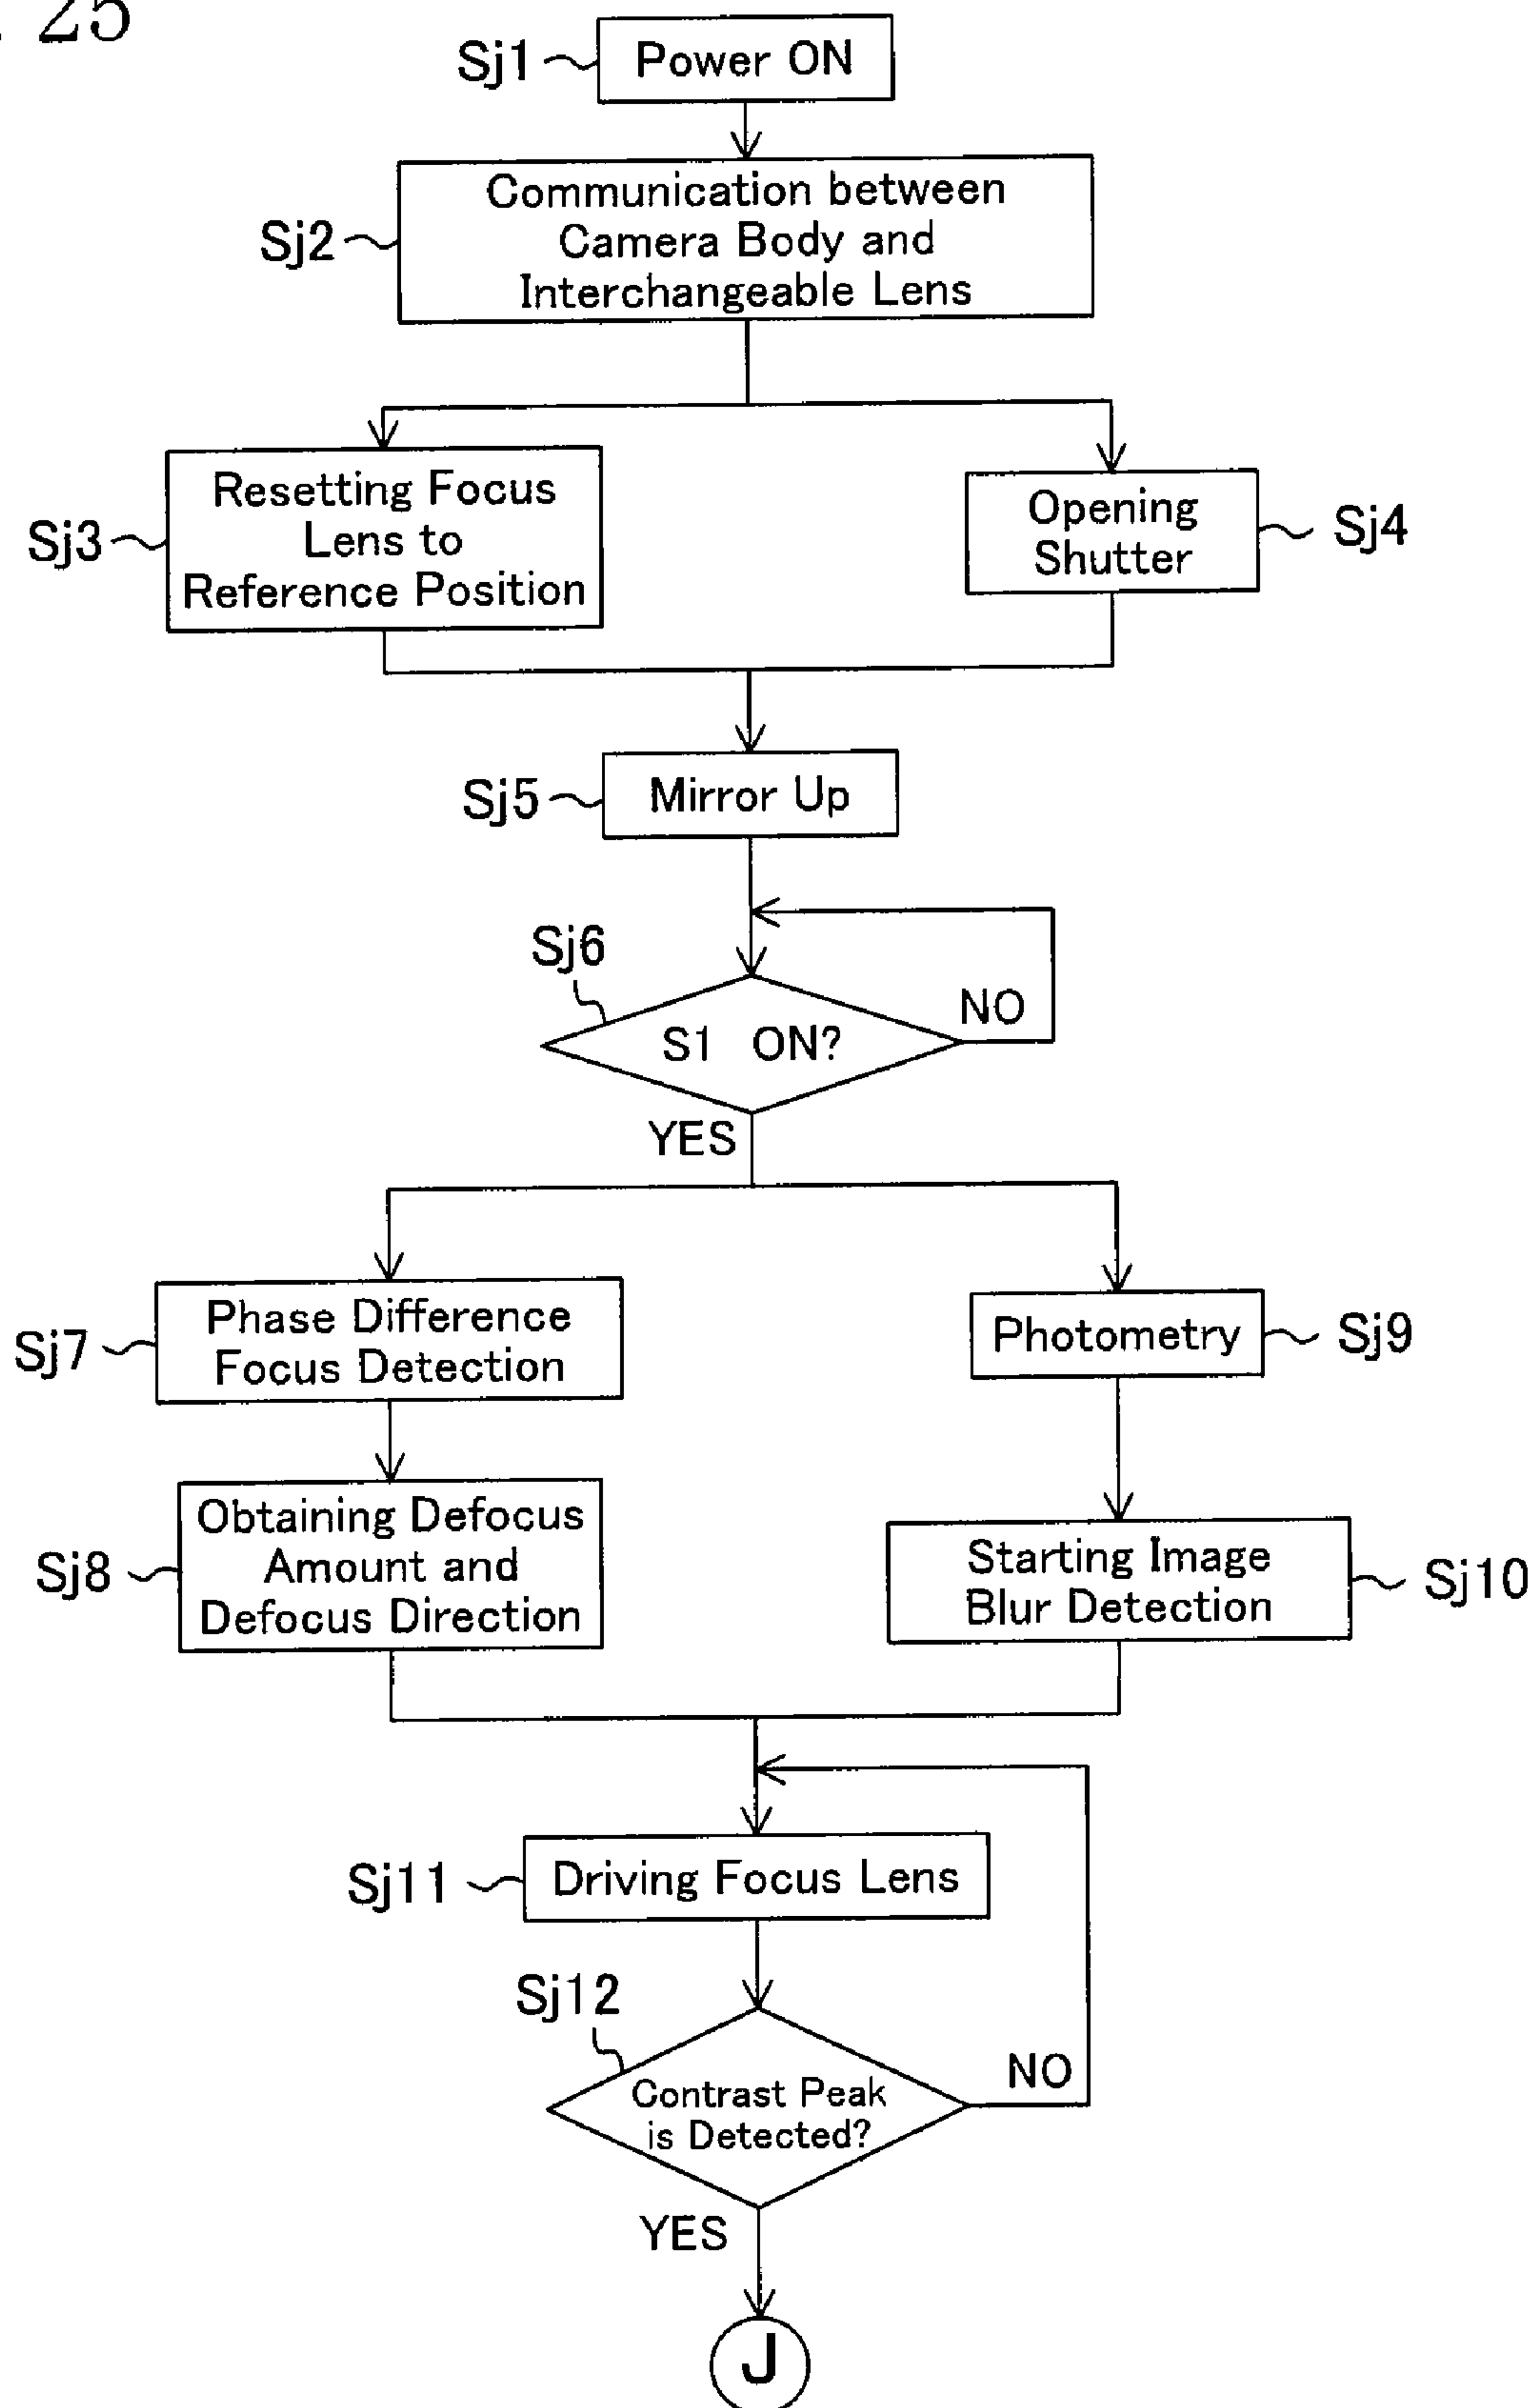 25
Sj1
Power ON
Sj2
Communication between
Camera Body and
Interchangeable Lens
Sj3
Resetting Focus
Lens to
Reference Position
Opening
Shutter
Sj4
Sj5
Mirror Up
Sj6
S1 ON?
NO
YES
Sj7
Phase Difference
Focus Detection
Photometry
Sj9
Sj8
Obtaining Defocus
Amount and
Defocus Direction
Starting Image
Blur Detection
Sj10
Sj11
Driving Focus Lens
Sj12
Contrast Peak
is Detected?
NO
YES
J